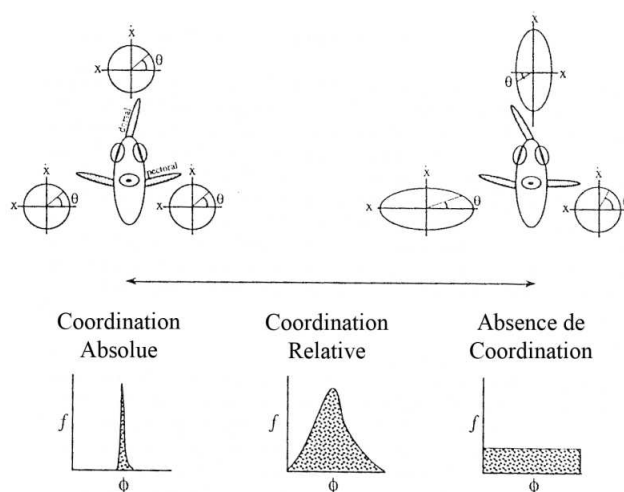 ẋ
x θ
dorsal
pectoral
ẋ
x θ
ẋ
x θ
ẋ
θ x
ẋ
x θ
ẋ
x θ
Coordination
Absolue
Coordination
Relative
Absence de
Coordination
f
ϕ
f
ϕ
f
ϕ